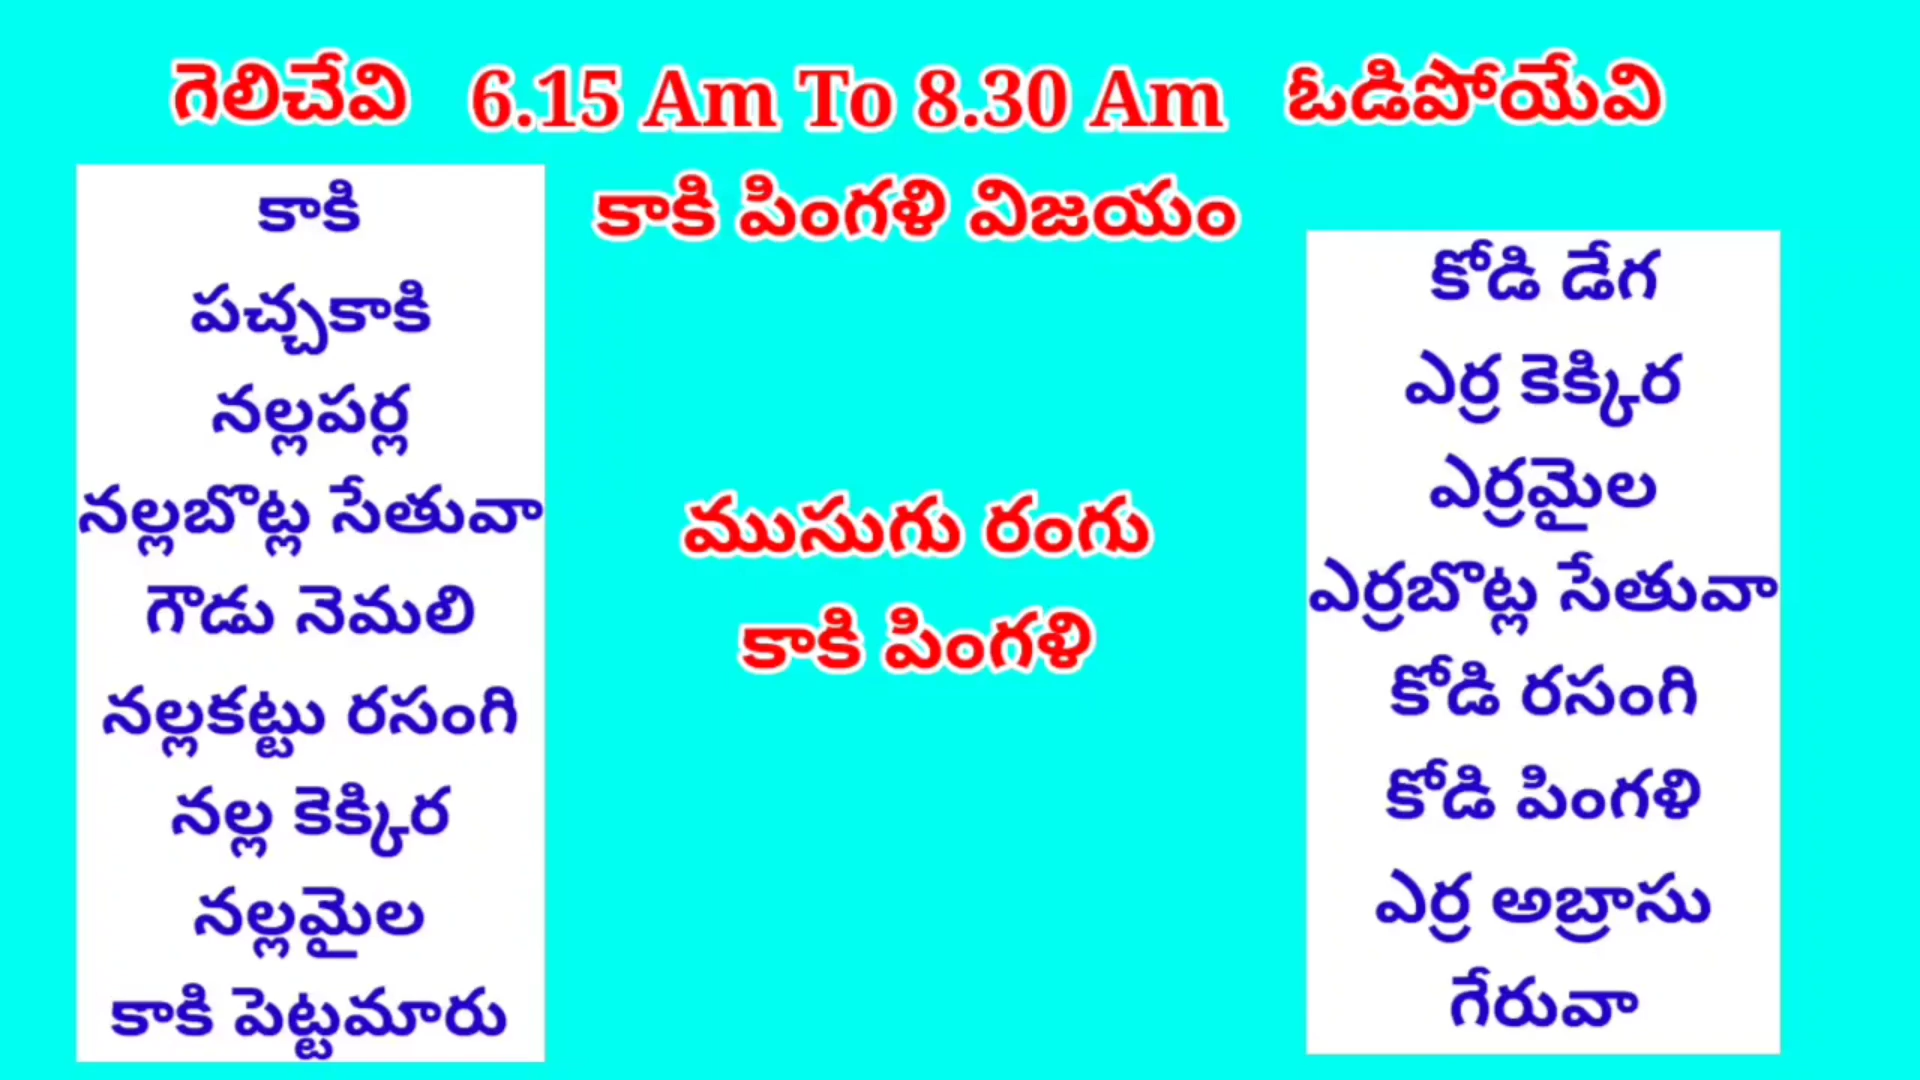 గెలిచేవి 6.15 Am To 8.30 Am ఓడిపోయేవి
కాకి పింగళి విజయం
కాకి
పచ్చకాకి
నల్లపర్ల
నల్లబొట్ల సేతువా
గౌడు నెమలి
నల్లకట్టు రసంగి
నల్ల కెక్కిర
నల్లమైల
కాకి పెట్టమారు
ముసుగు రంగు
కాకి పింగళి
కోడి డేగ
ఎర్ర కెక్కిర
ఎర్రమైల
ఎర్రబొట్ల సేతువా
కోడి రసంగి
కోడి పింగళి
ఎర్ర అబ్రాసు
గేరువా